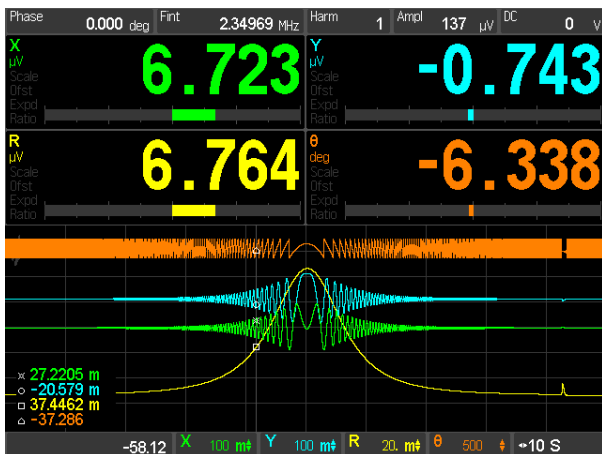 Phase 0.000 deg Fint 2.34969 MHz Harm 1 Ampl 137 µV DC 0 V
X µV 6.723 Y µV -0.743
Scale Scale
Ofst Ofst
Expd Expd
Ratio Ratio
R µV 6.764 θ deg -6.338
Scale Scale
Ofst Ofst
Expd Expd
Ratio Ratio
27.2205 m
-20.579 m
37.4462 m
-37.286
-58.12 X 100 m R 20. m θ 500 10 S